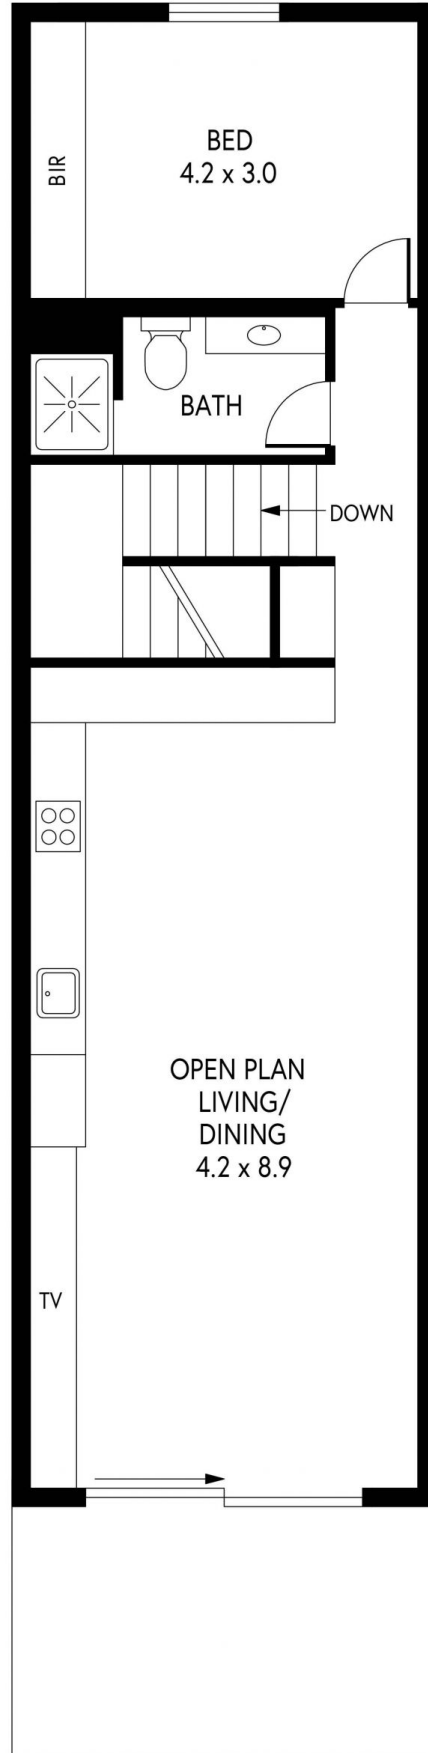 BIR
BED
4.2 x 3.0
BATH
DOWN
OPEN PLAN
LIVING/
DINING
4.2 x 8.9
TV